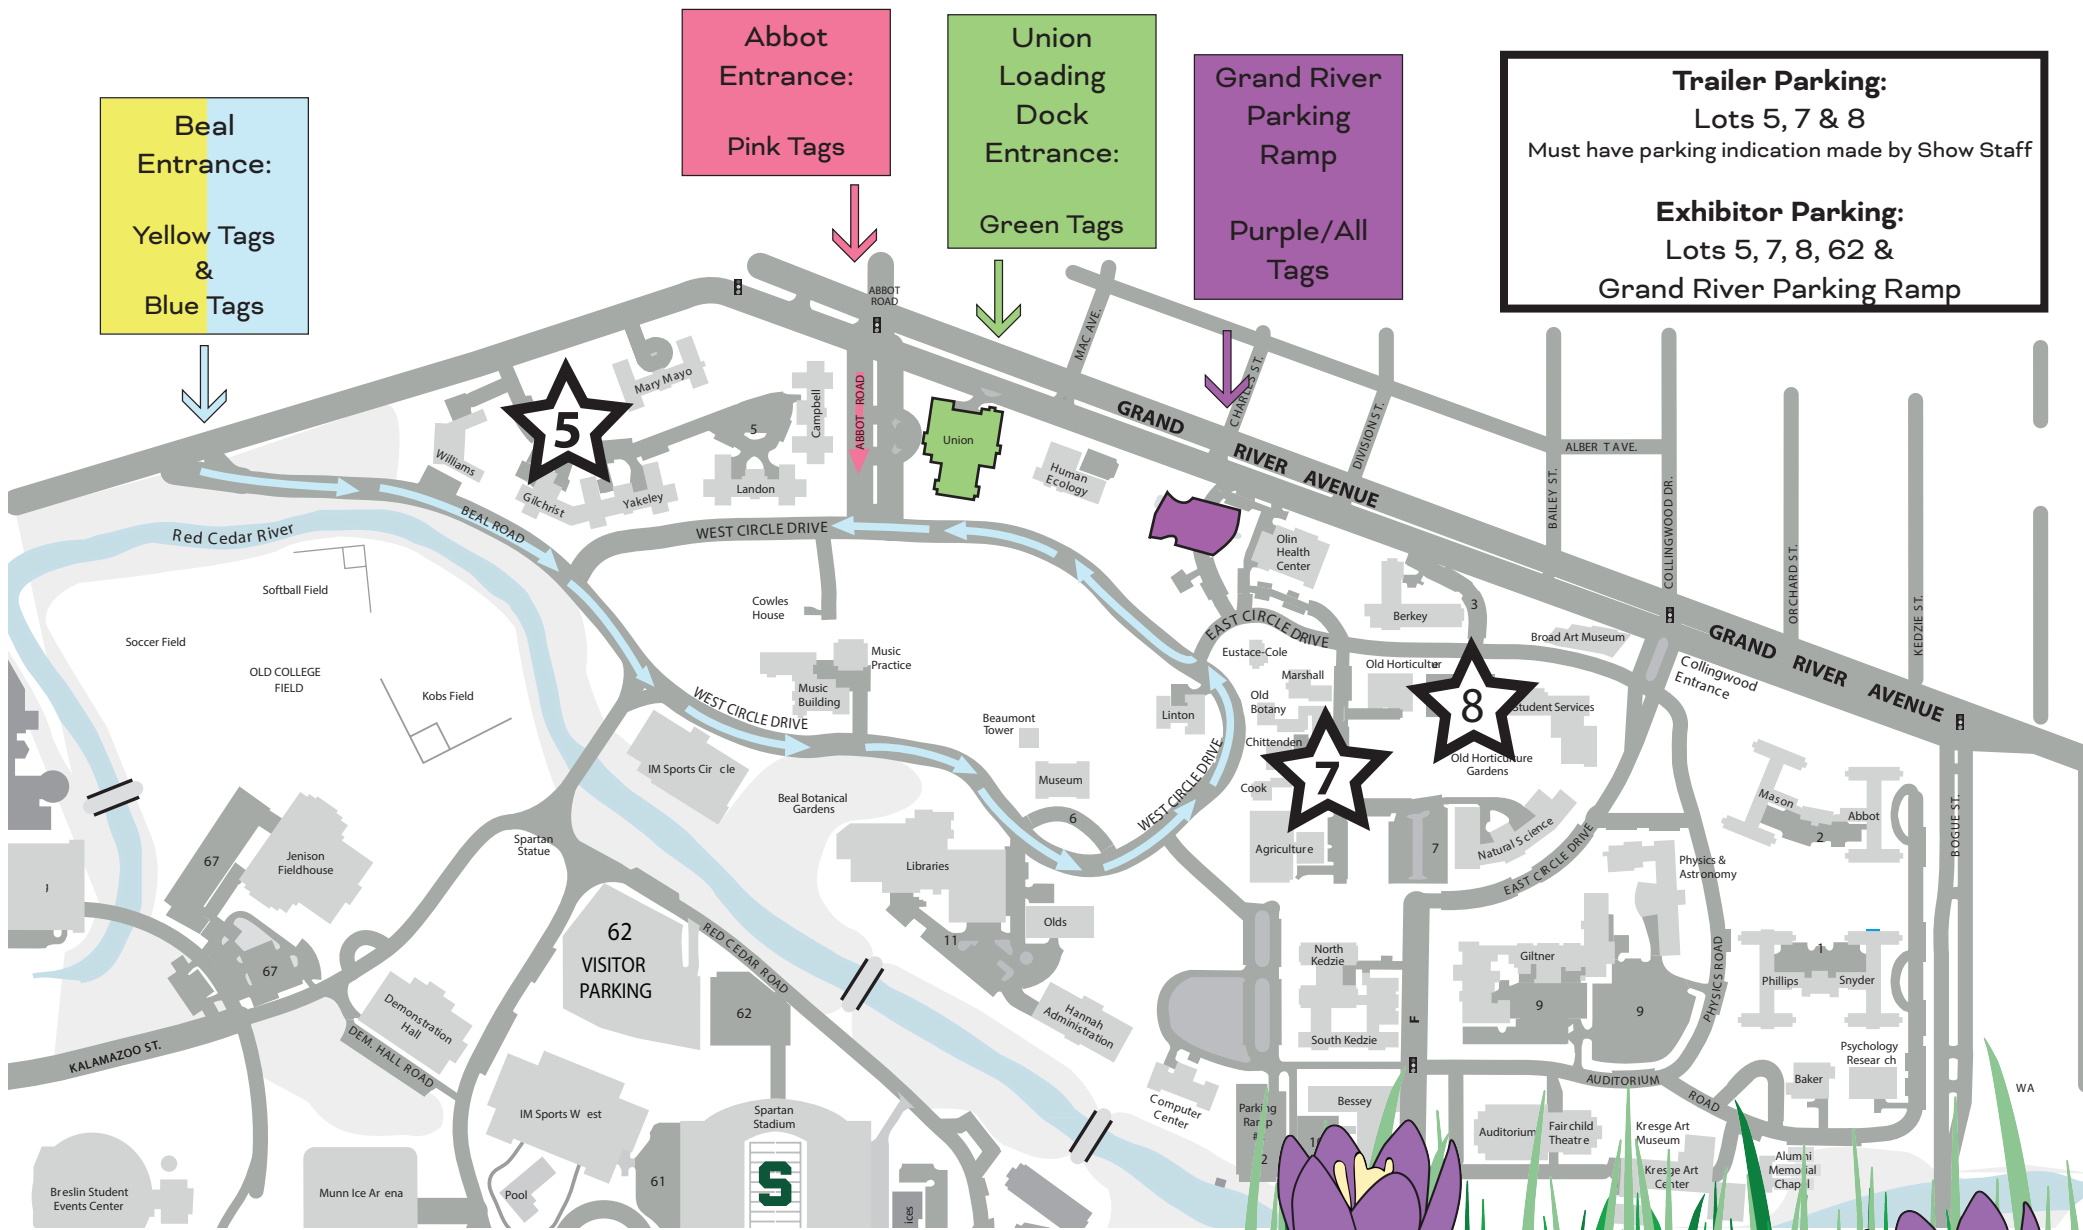 Beal
Entrance:
Yellow Tags
&
Blue Tags
Abbot
Entrance:
Pink Tags
Union
Loading
Dock
Entrance:
Green Tags
Grand River
Parking
Ramp
Purple/All
Tags
Trailer Parking:
Lots 5, 7 & 8
Must have parking indication made by Show Staff
Exhibitor Parking:
Lots 5, 7, 8, 62 &
Grand River Parking Ramp
ABBOT
ROAD
MAC AVE.
CHARLES ST.
DIVISION ST.
GRAND RIVER AVENUE
ALBER T AVE.
BAILEY ST.
COLLINGWOOD DR.
ORCHARD ST.
KEDZIE ST.
GRAND RIVER AVENUE
Collingwood
Entrance
Mary Mayo
5
5
Campbell
ABBOT ROAD
Union
Williams
Gilchrist
Yakeley
Landon
Human
Ecology
Olin
Health
Center
BEAL ROAD
WEST CIRCLE DRIVE
Red Cedar River
Softball Field
Soccer Field
OLD COLLEGE
FIELD
Kobs Field
Cowles
House
Music
Practice
Music
Building
WEST CIRCLE DRIVE
EAST CIRCLE DRIVE
Berkey
3
Broad Art Museum
Eustace-Cole
Old Horticulture
Marshall
Old
Botany
Linton
Chittenden
8
Student Services
Old Horticulture
Gardens
7
Cook
Beaumont
Tower
Museum
IM Sports Cir cle
Beal Botanical
Gardens
6
WEST CIRCLE DRIVE
Agriculture
7
Natural Science
EAST CIRCLE DRIVE
Mason
Abbot
2
BOGUE ST.
Physics &
Astronomy
Spartan
Statue
Jenison
Fieldhouse
67
67
Libraries
Olds
11
62
VISITOR
PARKING
62
RED CEDAR ROAD
North
Kedzie
Giltner
9
9
PHYSICS ROAD
1
Phillips
Snyder
Hannah
Administration
South Kedzie
F
Demonstration
Hall
DEM. HALL ROAD
KALAMAZOO ST.
AUDITORIUM ROAD
Psychology
Resear ch
Baker
WA
Computer
Center
Parking
Ramp
2
Bessey
Auditorium
Fairchild
Theatre
Kresge Art
Museum
Kresge Art
Center
Alumni
Memorial
Chapel
IM Sports W est
Spartan
Stadium
S
61
Pool
Munn Ice Ar ena
Breslin Student
Events Center
ices